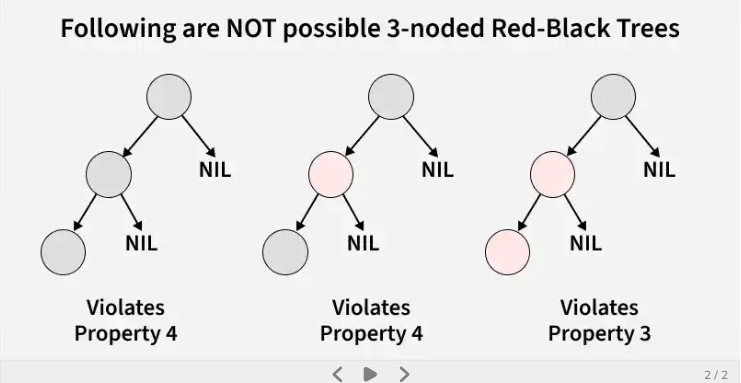 Following are NOT possible 3-noded Red-Black Trees
NIL
NIL
NIL
NIL
NIL
NIL
Violates
Property 4
Violates
Property 4
Violates
Property 3
2 / 2